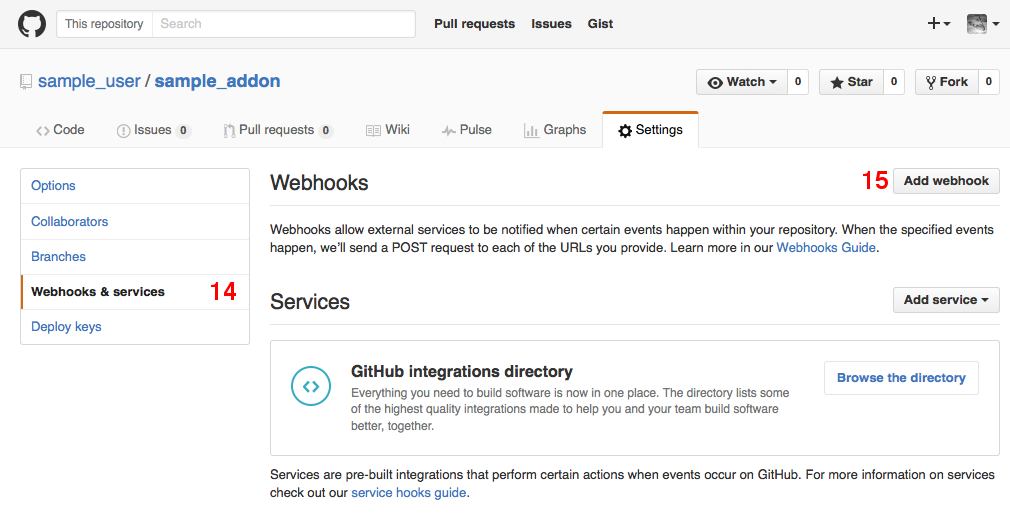 This repository Search Pull requests Issues Gist
sample_user / sample_addon Watch 0 Star 0 Fork 0
Code Issues 0 Pull requests 0 Wiki Pulse Graphs Settings
Options
Collaborators
Branches
Webhooks & services 14
Deploy keys
Webhooks 15 Add webhook
Webhooks allow external services to be notified when certain events happen within your repository. When the specified events
happen, we’ll send a POST request to each of the URLs you provide. Learn more in our Webhooks Guide.
Services Add service
GitHub integrations directory
Everything you need to build software is now in one place. The directory lists some
of the highest quality integrations made to help you and your team build software
better, together.
Browse the directory
Services are pre-built integrations that perform certain actions when events occur on GitHub. For more information on services
check out our service hooks guide.